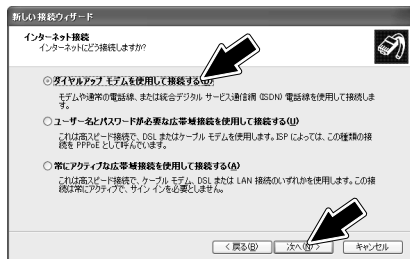 新しい接続ウィザード
インターネット接続
インターネットにどう接続しますか?
ダイヤルアップ モデムを使用して接続する(D)
モデムや通常の電話線、または統合デジタル サービス通信網 (ISDN) 電話線を使用して接続しま
す。
ユーザー名とパスワードが必要な広帯域接続を使用して接続する(U)
これは高スピード接続で、DSL またはケーブル モデムを使用します。ISP によっては、この種類の接
続を PPPoE として呼んでいます。
常にアクティブな広帯域接続を使用して接続する(A)
これは高スピード接続で、ケーブル モデム、DSL または LAN 接続のいずれかを使用します。この接
続は常にアクティブで、サイン インを必要としません。
< 戻る(B) 次へ(N) > キャンセル